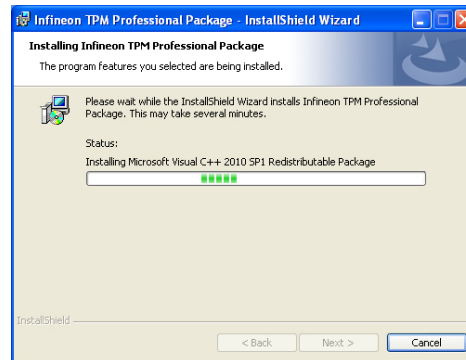 Infineon TPM Professional Package - InstallShield Wizard
Installing Infineon TPM Professional Package
The program features you selected are being installed.
Please wait while the InstallShield Wizard installs Infineon TPM Professional
Package. This may take several minutes.
Status:
Installing Microsoft Visual C++ 2010 SP1 Redistributable Package
InstallShield
< Back
Next >
Cancel